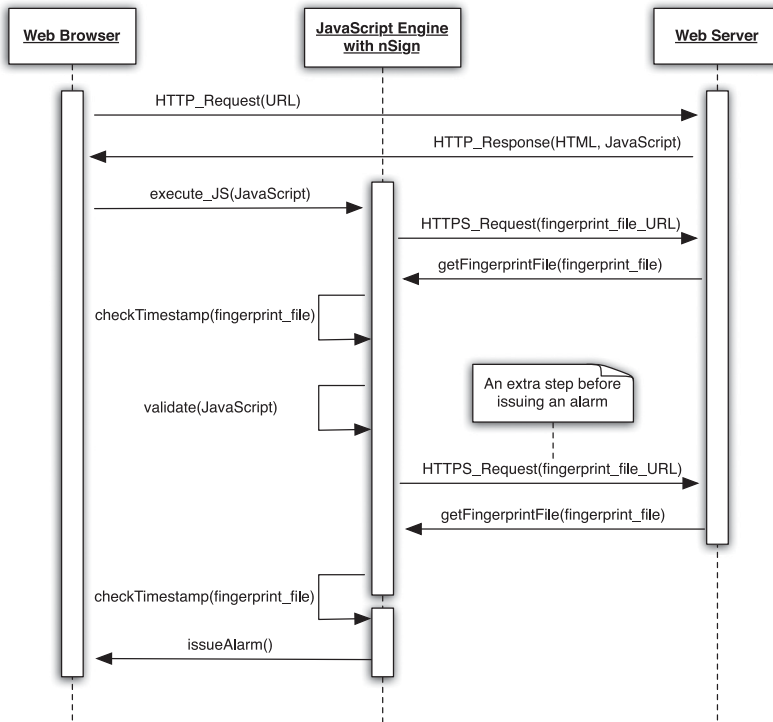 Web Browser
JavaScript Engine
with nSign
Web Server
HTTP_Request(URL)
HTTP_Response(HTML, JavaScript)
execute_JS(JavaScript)
HTTPS_Request(fingerprint_file_URL)
getFingerprintFile(fingerprint_file)
checkTimestamp(fingerprint_file)
validate(JavaScript)
An extra step before
issuing an alarm
HTTPS_Request(fingerprint_file_URL)
getFingerprintFile(fingerprint_file)
checkTimestamp(fingerprint_file)
issueAlarm()